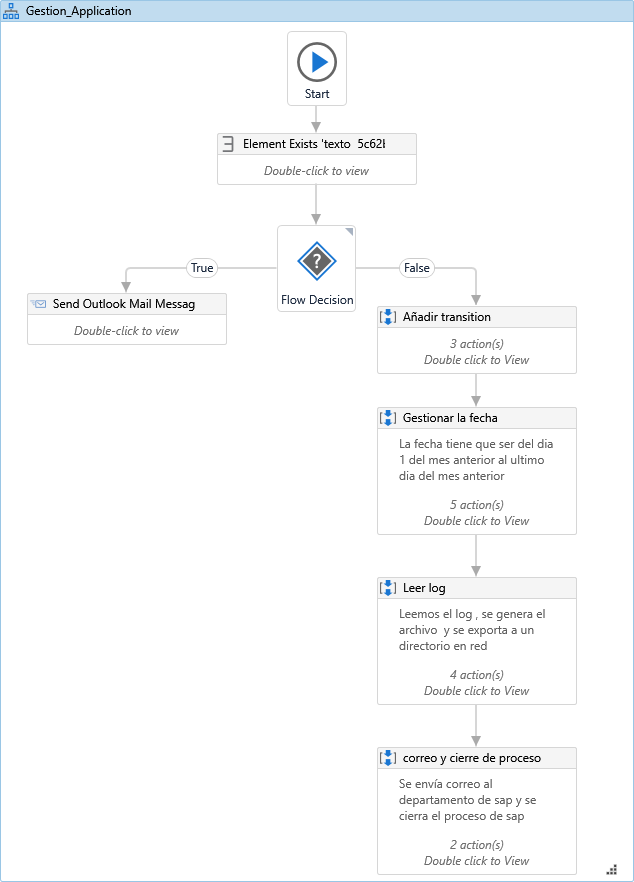 Gestion_Application
Start
Element Exists 'texto 5c62
Double-click to view
?
True
False
Flow Decision
Send Outlook Mail Messag
Double-click to view
Añadir transition
3 action(s)
Double click to View
Gestionar la fecha
La fecha tiene que ser del dia
1 del mes anterior al ultimo
dia del mes anterior
5 action(s)
Double click to View
Leer log
Leemos el log , se genera el
archivo y se exporta a un
directorio en red
4 action(s)
Double click to View
correo y cierre de proceso
Se envía correo al
departamento de sap y se
cierra el proceso de sap
2 action(s)
Double click to View